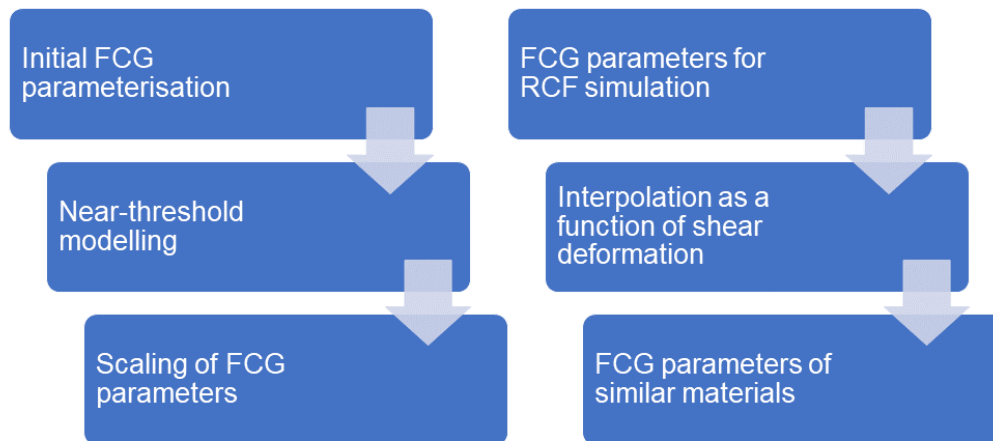 Initial FCG
parameterisation
Near-threshold
modelling
Scaling of FCG
parameters
FCG parameters for
RCF simulation
Interpolation as a
function of shear
deformation
FCG parameters of
similar materials